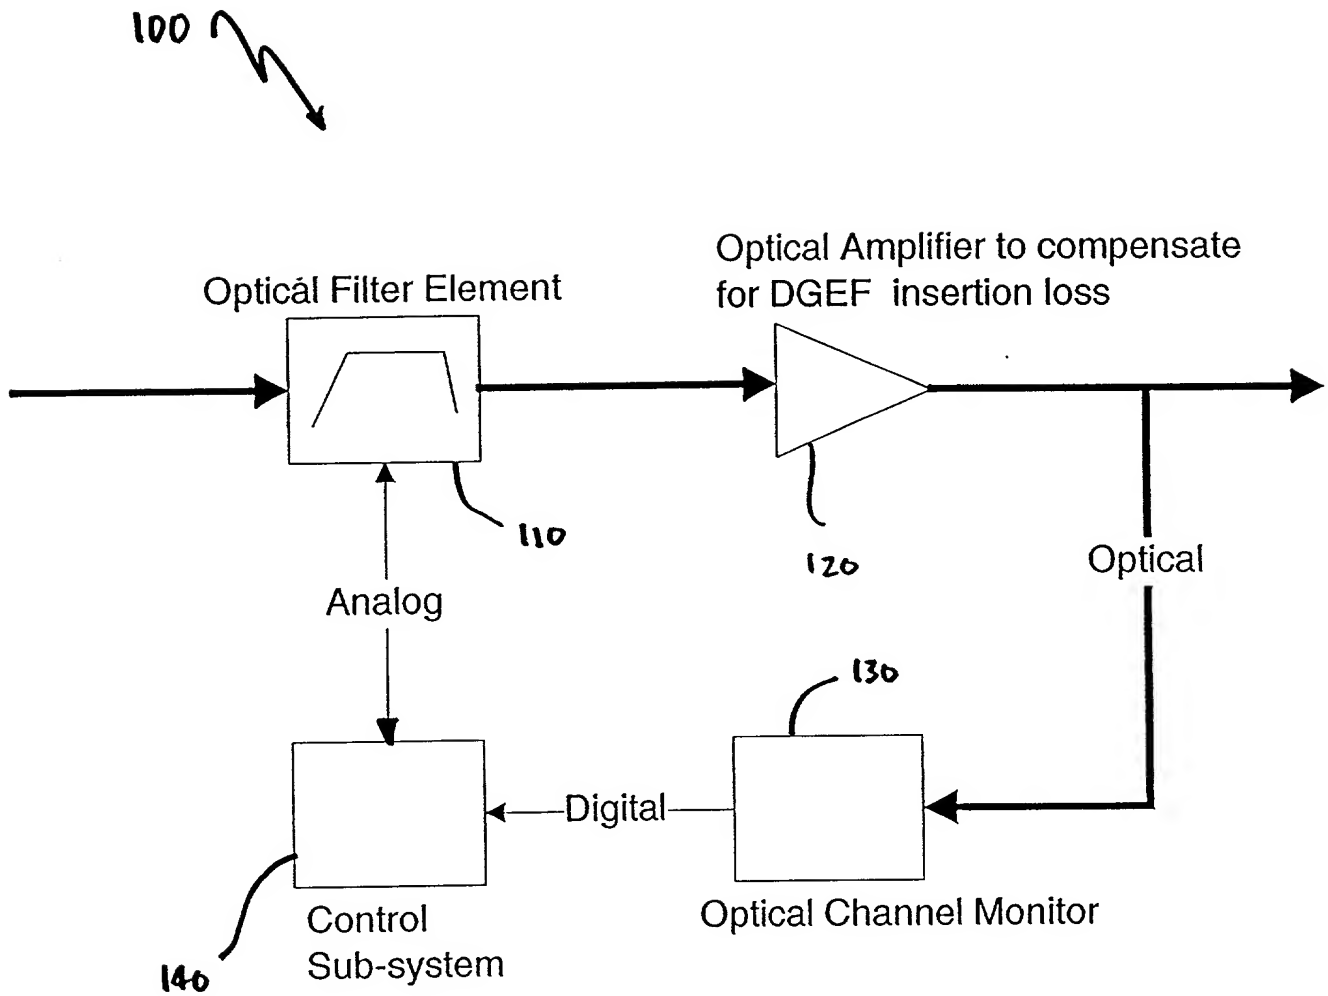 100
Optical Amplifier to compensate
for DGEF insertion loss
Optical Filter Element
110
120
Optical
Analog
130
Digital
Control
Sub-system
Optical Channel Monitor
140